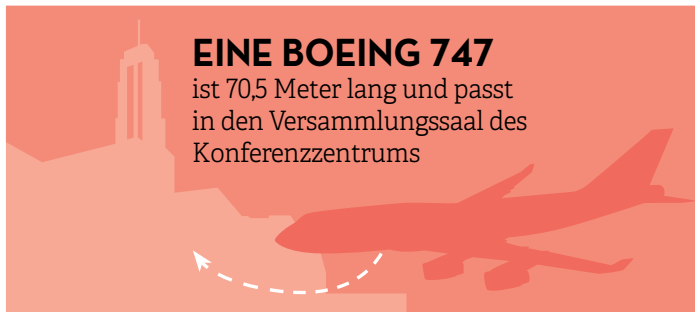 EINE BOEING 747
ist 70,5 Meter lang und passt
in den Versammlungssaal des
Konferenzzentrums